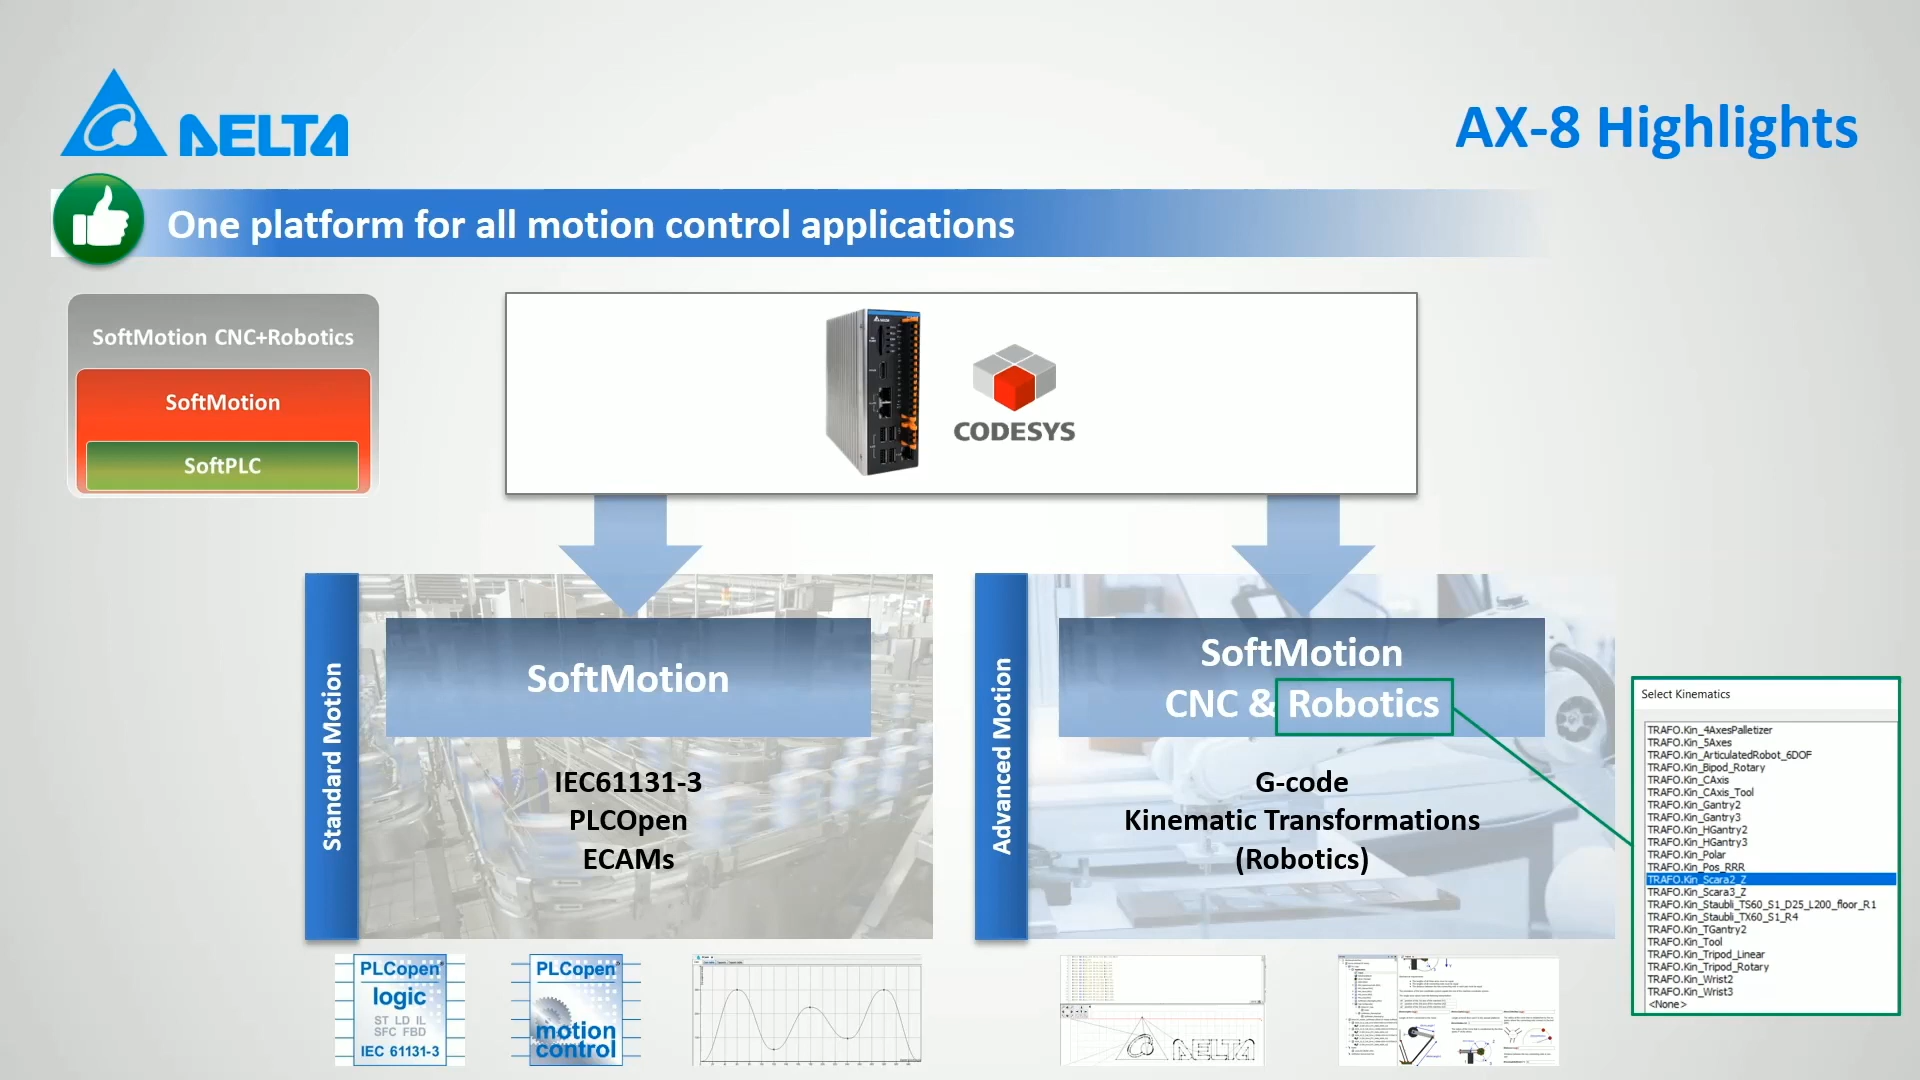 DELTA
AX-8 Highlights
One platform for all motion control applications
SoftMotion CNC+Robotics
SoftMotion
SoftPLC
CODESYS
Standard Motion
SoftMotion
IEC61131-3
PLCOpen
ECAMs
Advanced Motion
SoftMotion
CNC & Robotics
G-code
Kinematic Transformations
(Robotics)
Select Kinematics
TRAFO.Kin_4AxesPalletizer
TRAFO.Kin_5Axes
TRAFO.Kin_ArticulatedRobot_6DOF
TRAFO.Kin_Bipod_Rotary
TRAFO.Kin_CAxis
TRAFO.Kin_CAxis_Tool
TRAFO.Kin_Gantry2
TRAFO.Kin_Gantry3
TRAFO.Kin_HGantry2
TRAFO.Kin_HGantry3
TRAFO.Kin_Polar
TRAFO.Kin_Pos_RRR
TRAFO.Kin_Scara2_Z
TRAFO.Kin_Scara3_Z
TRAFO.Kin_Staubli_TS60_S1_D25_L200_floor_R1
TRAFO.Kin_Staubli_TX60_S1_R4
TRAFO.Kin_TGantry2
TRAFO.Kin_Tool
TRAFO.Kin_Tripod_Linear
TRAFO.Kin_Tripod_Rotary
TRAFO.Kin_Wrist2
TRAFO.Kin_Wrist3
<None>
PLCopen
logic
ST LD IL
SFC FBD
IEC 61131-3
PLCopen
motion
control
DELTA